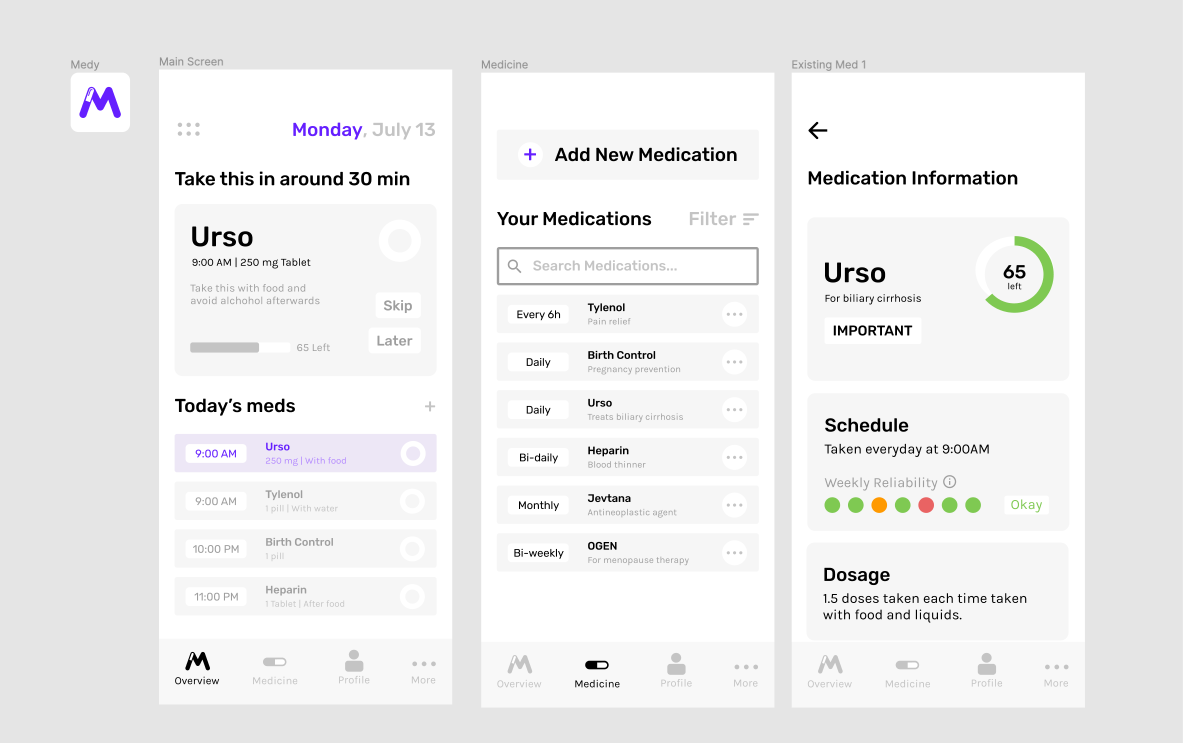 Medy
Main Screen
Monday, July 13
Take this in around 30 min
Urso
9:00 AM | 250 mg Tablet
Take this with food and
avoid alchohol afterwards
Skip
Later
65 Left
Today's meds
+
9:00 AM
Urso
250 mg | With food
9:00 AM
Tylenol
1 pill | With water
10:00 PM
Birth Control
1 pill
11:00 PM
Heparin
1 Tablet | After food
Overview
Medicine
Profile
More
Medicine
+ Add New Medication
Your Medications
Filter
Search Medications...
Every 6h
Tylenol
Pain relief
Daily
Birth Control
Pregnancy prevention
Daily
Urso
Treats biliary cirrhosis
Bi-daily
Heparin
Blood thinner
Monthly
Jevtana
Antineoplastic agent
Bi-weekly
OGEN
For menopause therapy
Overview
Medicine
Profile
More
Existing Med 1
Medication Information
Urso
For biliary cirrhosis
IMPORTANT
65
left
Schedule
Taken everyday at 9:00AM
Weekly Reliability
Okay
Dosage
1.5 doses taken each time taken
with food and liquids.
Overview
Medicine
Profile
More